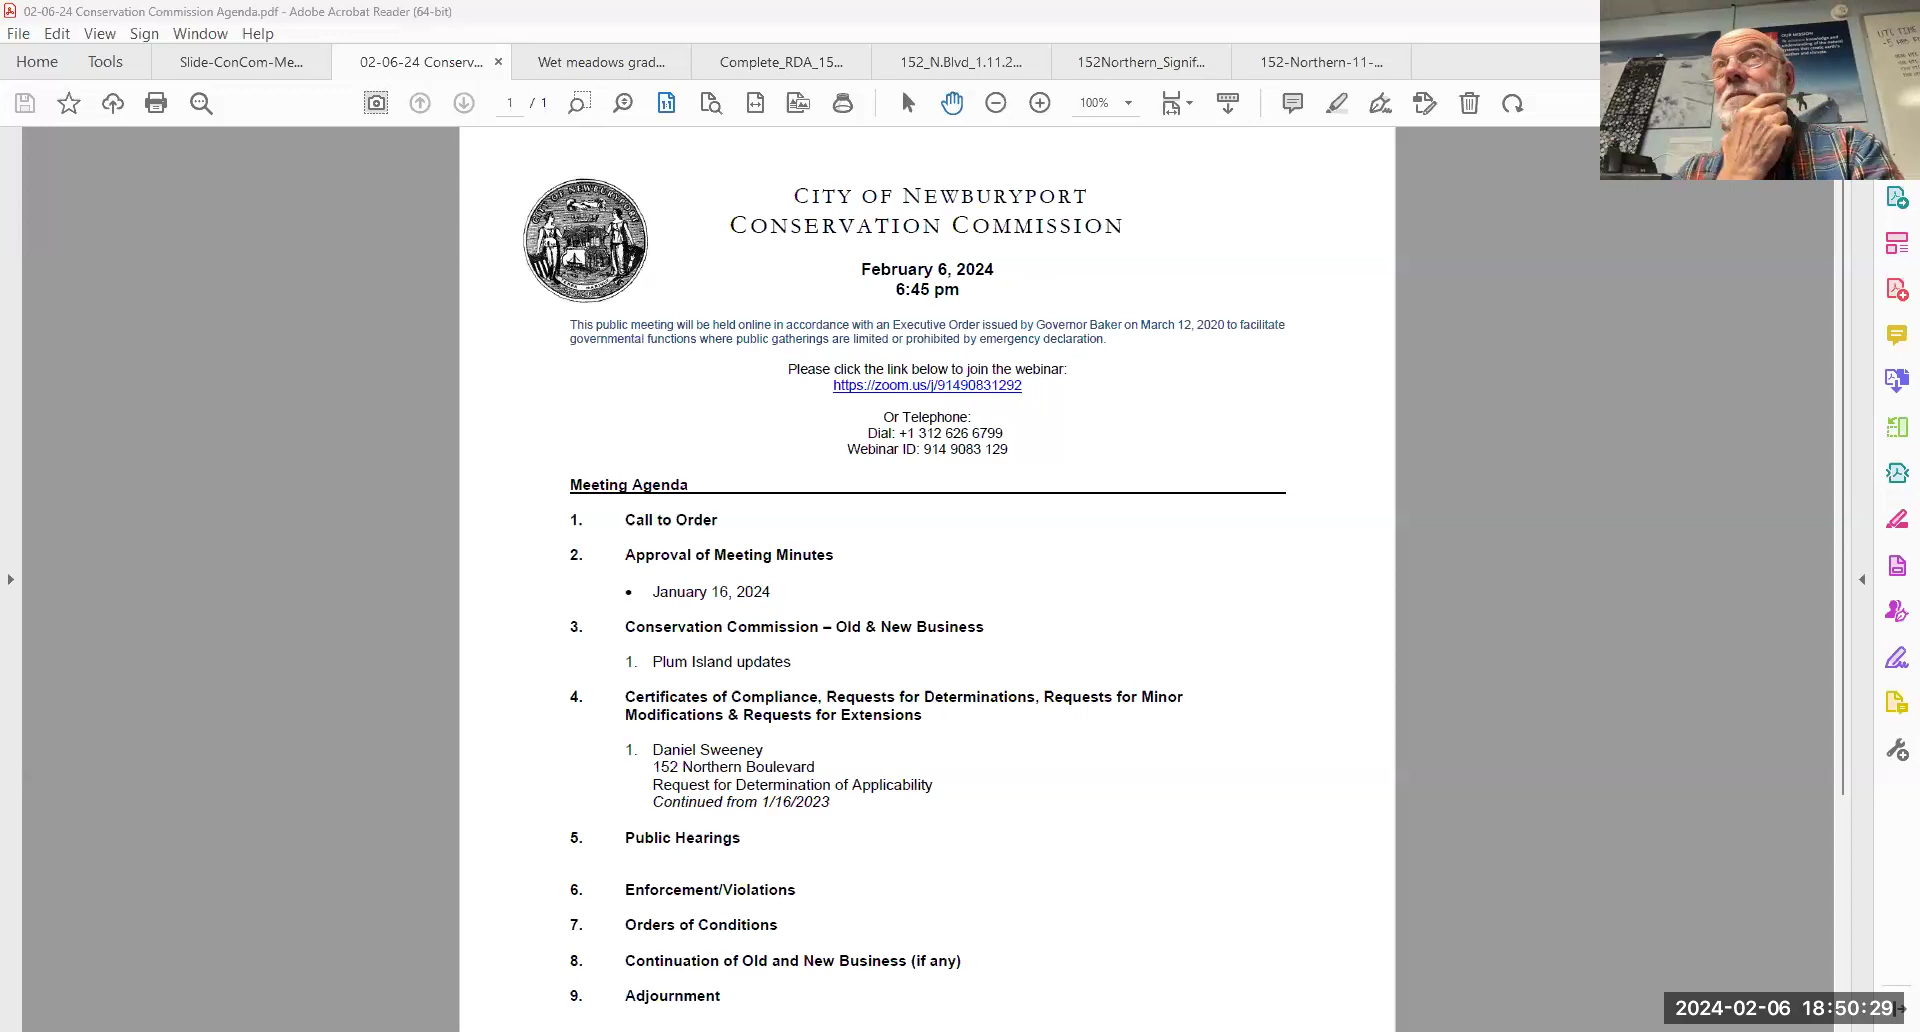 02-06-24 Conservation Commission Agenda.pdf - Adobe Acrobat Reader (64-bit)
File Edit View Sign Window Help
Home Tools Slide-ConCom-Me... 02-06-24 Conserv... × Wet meadows grad... Complete_RDA_15... 152_N.Blvd_1.11.2... 152Northern_Signif... 152-Northern-11-...
1 / 1 100%
OUR MISSION
CITY OF NEWBURYPORT
CONSERVATION COMMISSION
February 6, 2024
6:45 pm
This public meeting will be held online in accordance with an Executive Order issued by Governor Baker on March 12, 2020 to facilitate
governmental functions where public gatherings are limited or prohibited by emergency declaration.
Please click the link below to join the webinar:
https://zoom.us/j/91490831292
Or Telephone:
Dial: +1 312 626 6799
Webinar ID: 914 9083 129
Meeting Agenda
1. Call to Order
2. Approval of Meeting Minutes
• January 16, 2024
3. Conservation Commission – Old & New Business
1. Plum Island updates
4. Certificates of Compliance, Requests for Determinations, Requests for Minor
Modifications & Requests for Extensions
1. Daniel Sweeney
152 Northern Boulevard
Request for Determination of Applicability
Continued from 1/16/2023
5. Public Hearings
6. Enforcement/Violations
7. Orders of Conditions
8. Continuation of Old and New Business (if any)
9. Adjournment
2024-02-06 18:50:29